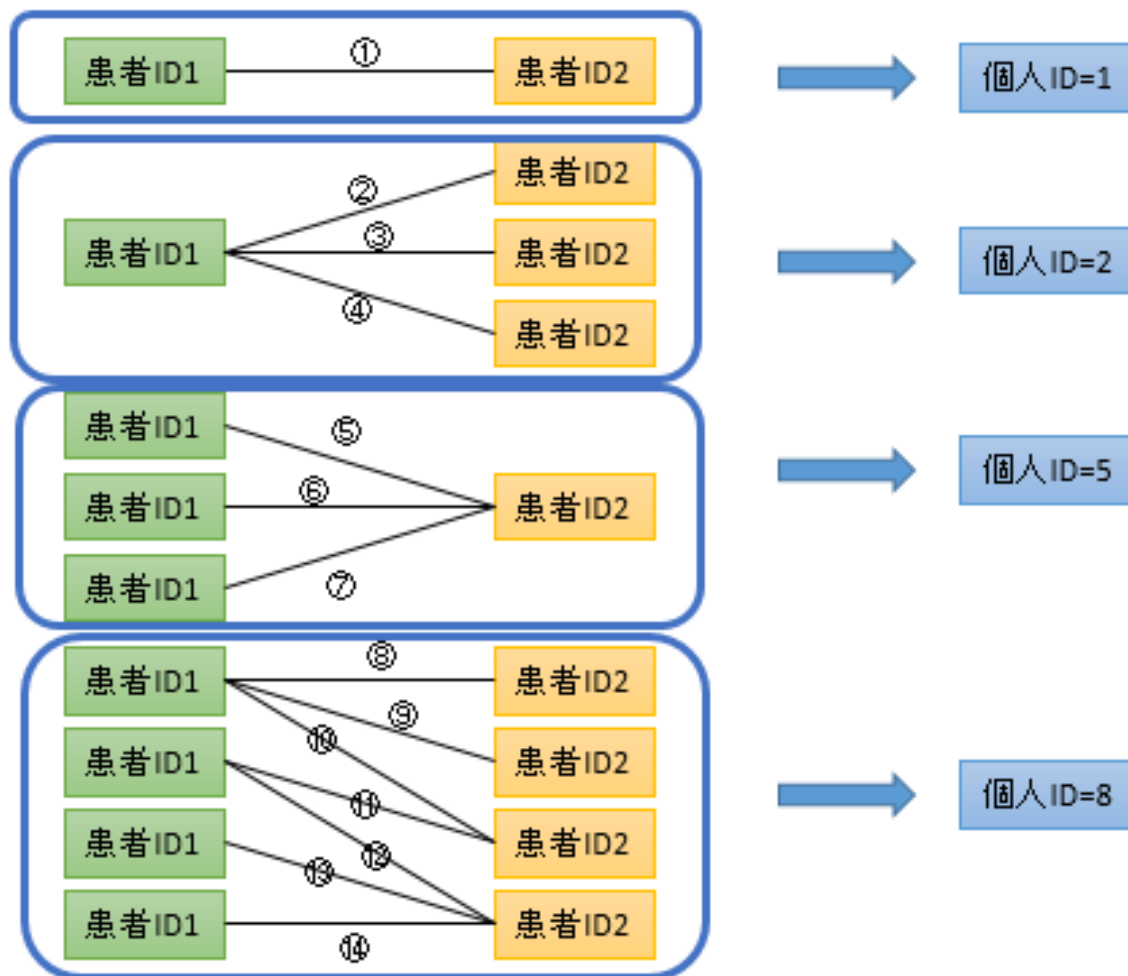 患者ID1 ① 患者ID2 個人ID=1
患者ID2
②
患者ID1 ③ 患者ID2 個人ID=2
④
患者ID2
患者ID1 ⑤
個人ID=5
患者ID1 ⑥ 患者ID2
患者ID1 ⑦
患者ID1 ⑧ 患者ID2
⑨
⑩
患者ID1 患者ID2
⑪ 個人ID=8
患者ID1 ⑫ 患者ID2
⑬
患者ID1 患者ID2
⑭